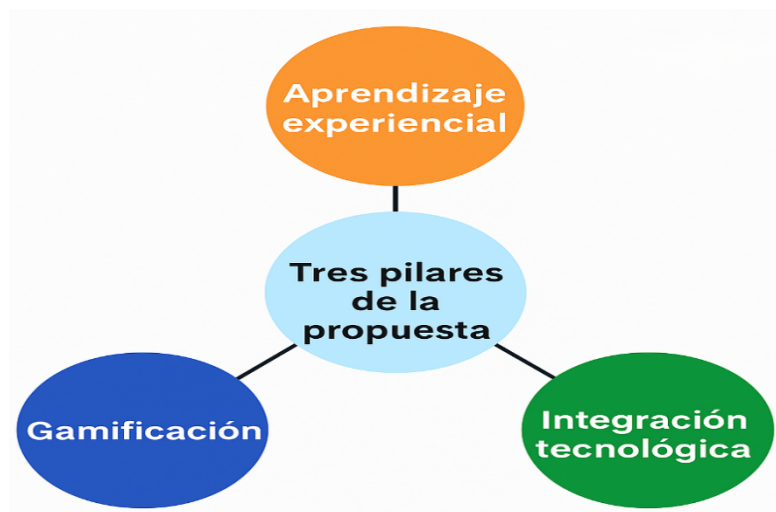 Aprendizaje
experiencial
Tres pilares
de la
propuesta
Gamificación
Integración
tecnológica